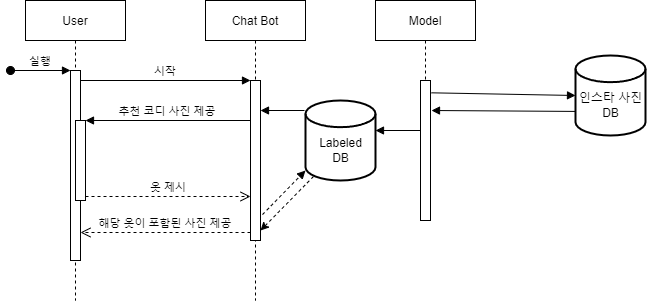 User
Chat Bot
Model
실행
시작
인스타 사진
DB
추천 코디 사진 제공
Labeled
DB
옷 제시
해당 옷이 포함된 사진 제공